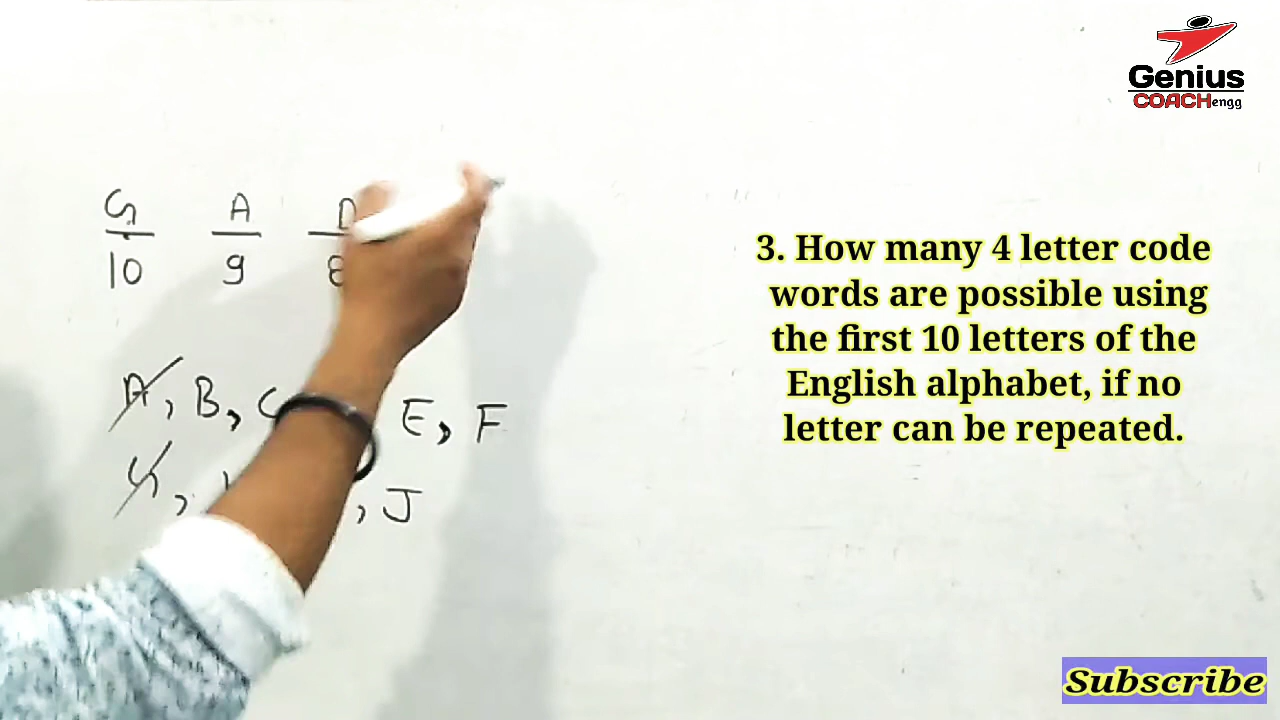 Genius
COACHengg
G A D
10 9 8
3. How many 4 letter code
words are possible using
the first 10 letters of the
English alphabet, if no
letter can be repeated.
A, B, C E, F
G, , J
Subscribe